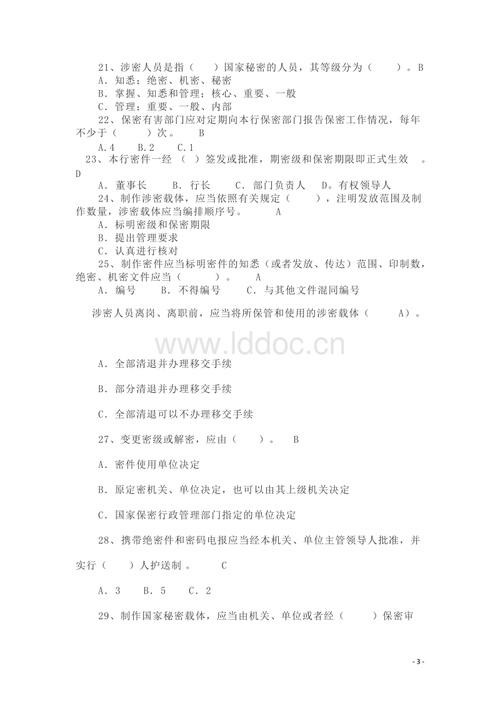 21、涉密人员是指（    ）国家秘密的人员，其等级分为（    ）。B
A．知悉；绝密、机密、秘密
B．掌握、知悉和管理；核心、重要、一般
C．管理；重要、一般、内部
22、保密有害部门应对定期向本行保密部门报告保密工作情况，每年
不少于（    ）次。   B
A.4   B.2   C.1
23、本行密件一经（  ）签发或批准，期密级和保密期限即正式生效 。
D
A．董事长   B．行长   C．部门负责人  D。有权领导人
24、制作涉密载体，应当依照有关规定（    ），注明发放范围及制
作数量，涉密载体应当编排顺序号。   A
A．标明密级和保密期限
B．提出管理要求
C．认真进行核对
25、制作密件应当标明密件的知悉（或者发放、传达）范围、印制数，
绝密、机密文件应当（    ）。  A
A．编号   B．不得编号   C．与其他文件混同编号
涉密人员离岗、离职前，应当将所保管和使用的涉密载体（    A）。
www.lddoc.cn
A．全部清退并办理移交手续
B．部分清退并办理移交手续
C．全部清退可以不办理移交手续
27、变更密级或解密，应由（    ）。  B
A．密件使用单位决定
B．原定密机关、单位决定，也可以由其上级机关决定
C．国家保密行政管理部门指定的单位决定
28、携带绝密件和密码电报应当经本机关、单位主管领导人批准，并
实行（    ）人护送制 。    C
A．3   B．5   C．2
29、制作国家秘密载体，应当由机关、单位或者经（    ）保密审
- 3 -